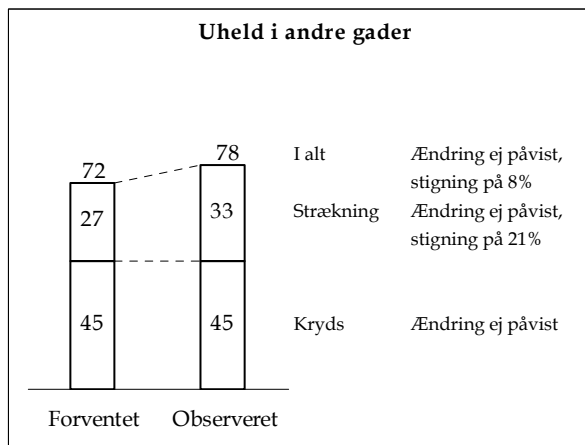 Uheld i andre gader
72
78
27
33
45
45
I alt
Ændring ej påvist,
stigning på 8%
Strækning
Ændring ej påvist,
stigning på 21%
Kryds
Ændring ej påvist
Forventet
Observeret